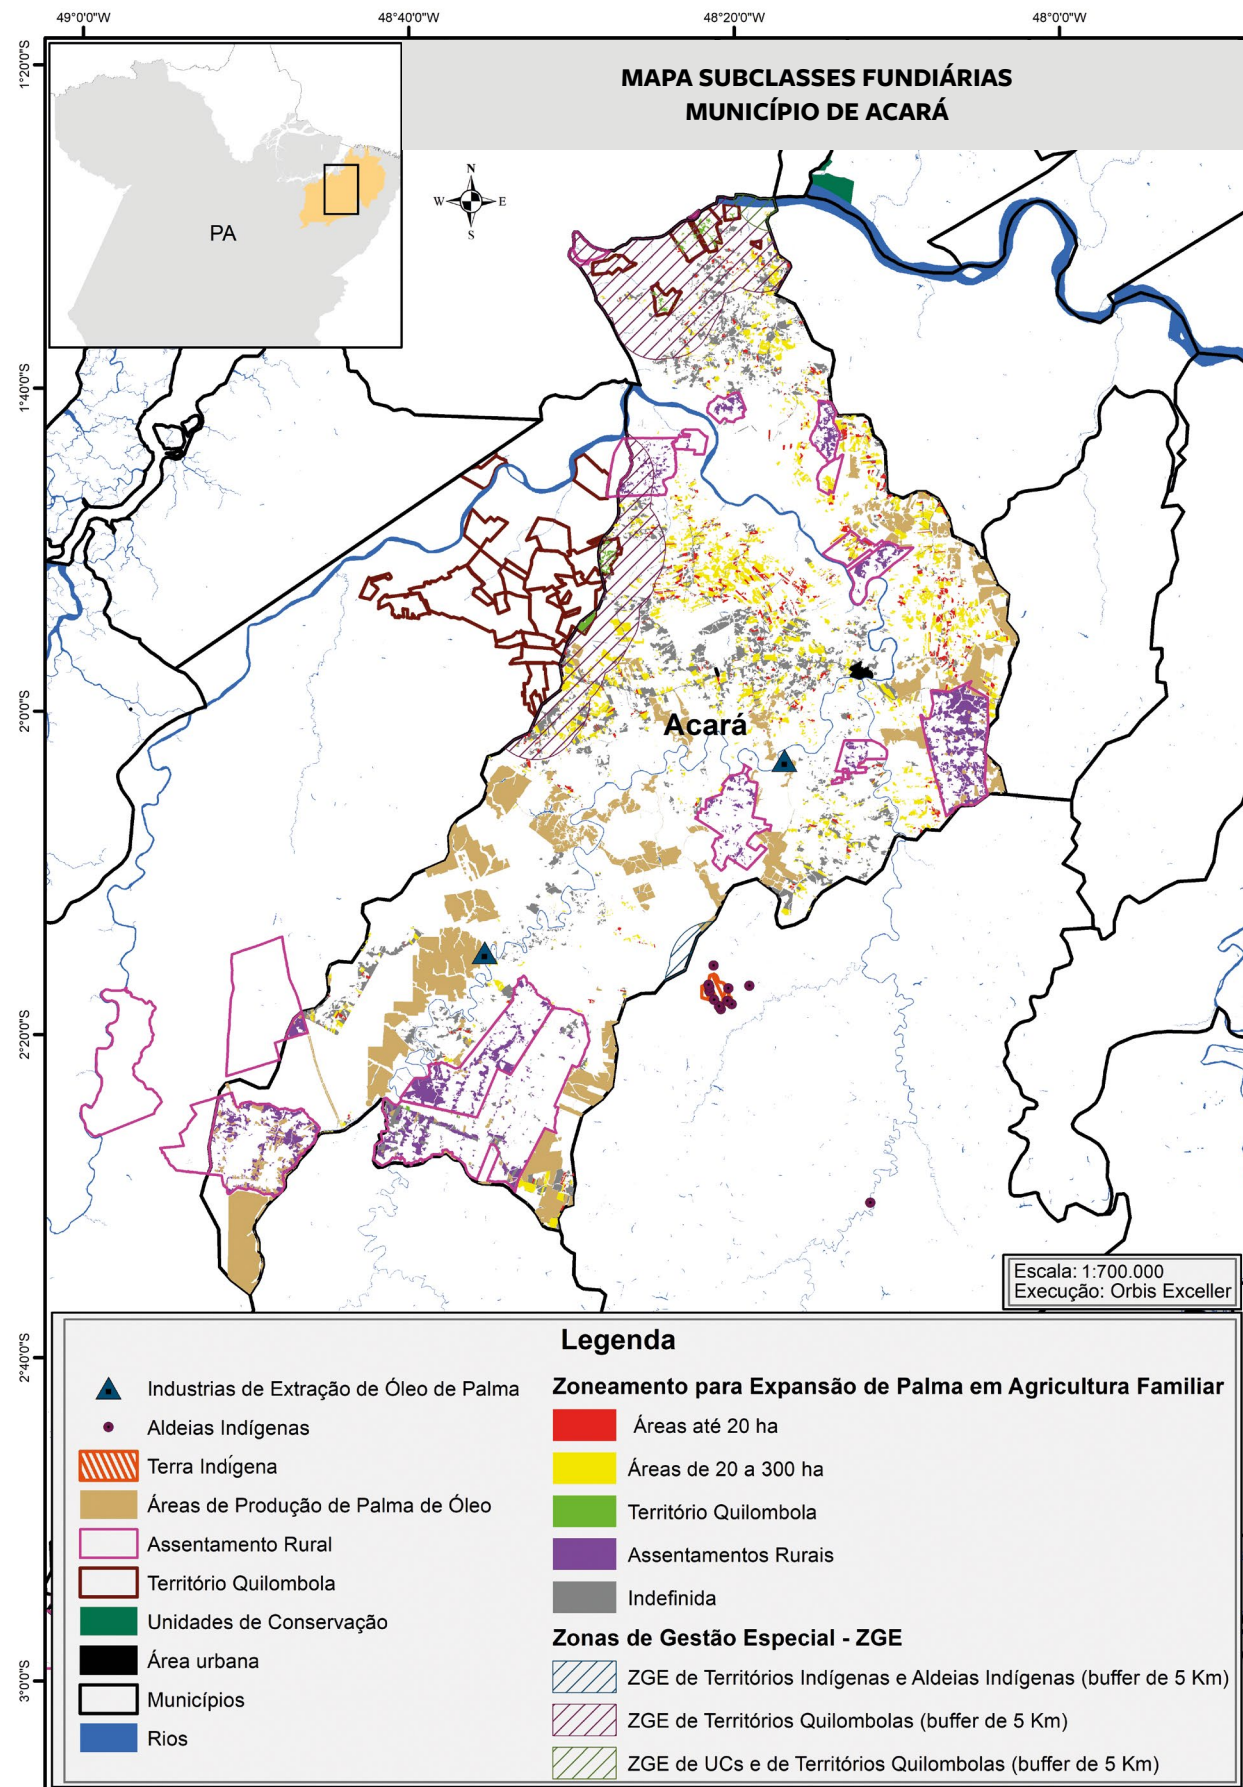 49°0'0"W
48°40'0"W
48°20'0"W
48°0'0"W
1°20'0"S
1°40'0"S
2°0'0"S
2°20'0"S
2°40'0"S
3°0'0"S
MAPA SUBCLASSES FUNDIÁRIAS
MUNICÍPIO DE ACARÁ
PA
N
W
E
S
Acará
Escala: 1:700.000
Execução: Orbis Exceller
Legenda
Industrias de Extração de Óleo de Palma
Aldeias Indígenas
Terra Indígena
Áreas de Produção de Palma de Óleo
Assentamento Rural
Território Quilombola
Unidades de Conservação
Área urbana
Municípios
Rios
Zoneamento para Expansão de Palma em Agricultura Familiar
Áreas até 20 ha
Áreas de 20 a 300 ha
Território Quilombola
Assentamentos Rurais
Indefinida
Zonas de Gestão Especial - ZGE
ZGE de Territórios Indígenas e Aldeias Indígenas (buffer de 5 Km)
ZGE de Territórios Quilombolas (buffer de 5 Km)
ZGE de UCs e de Territórios Quilombolas (buffer de 5 Km)